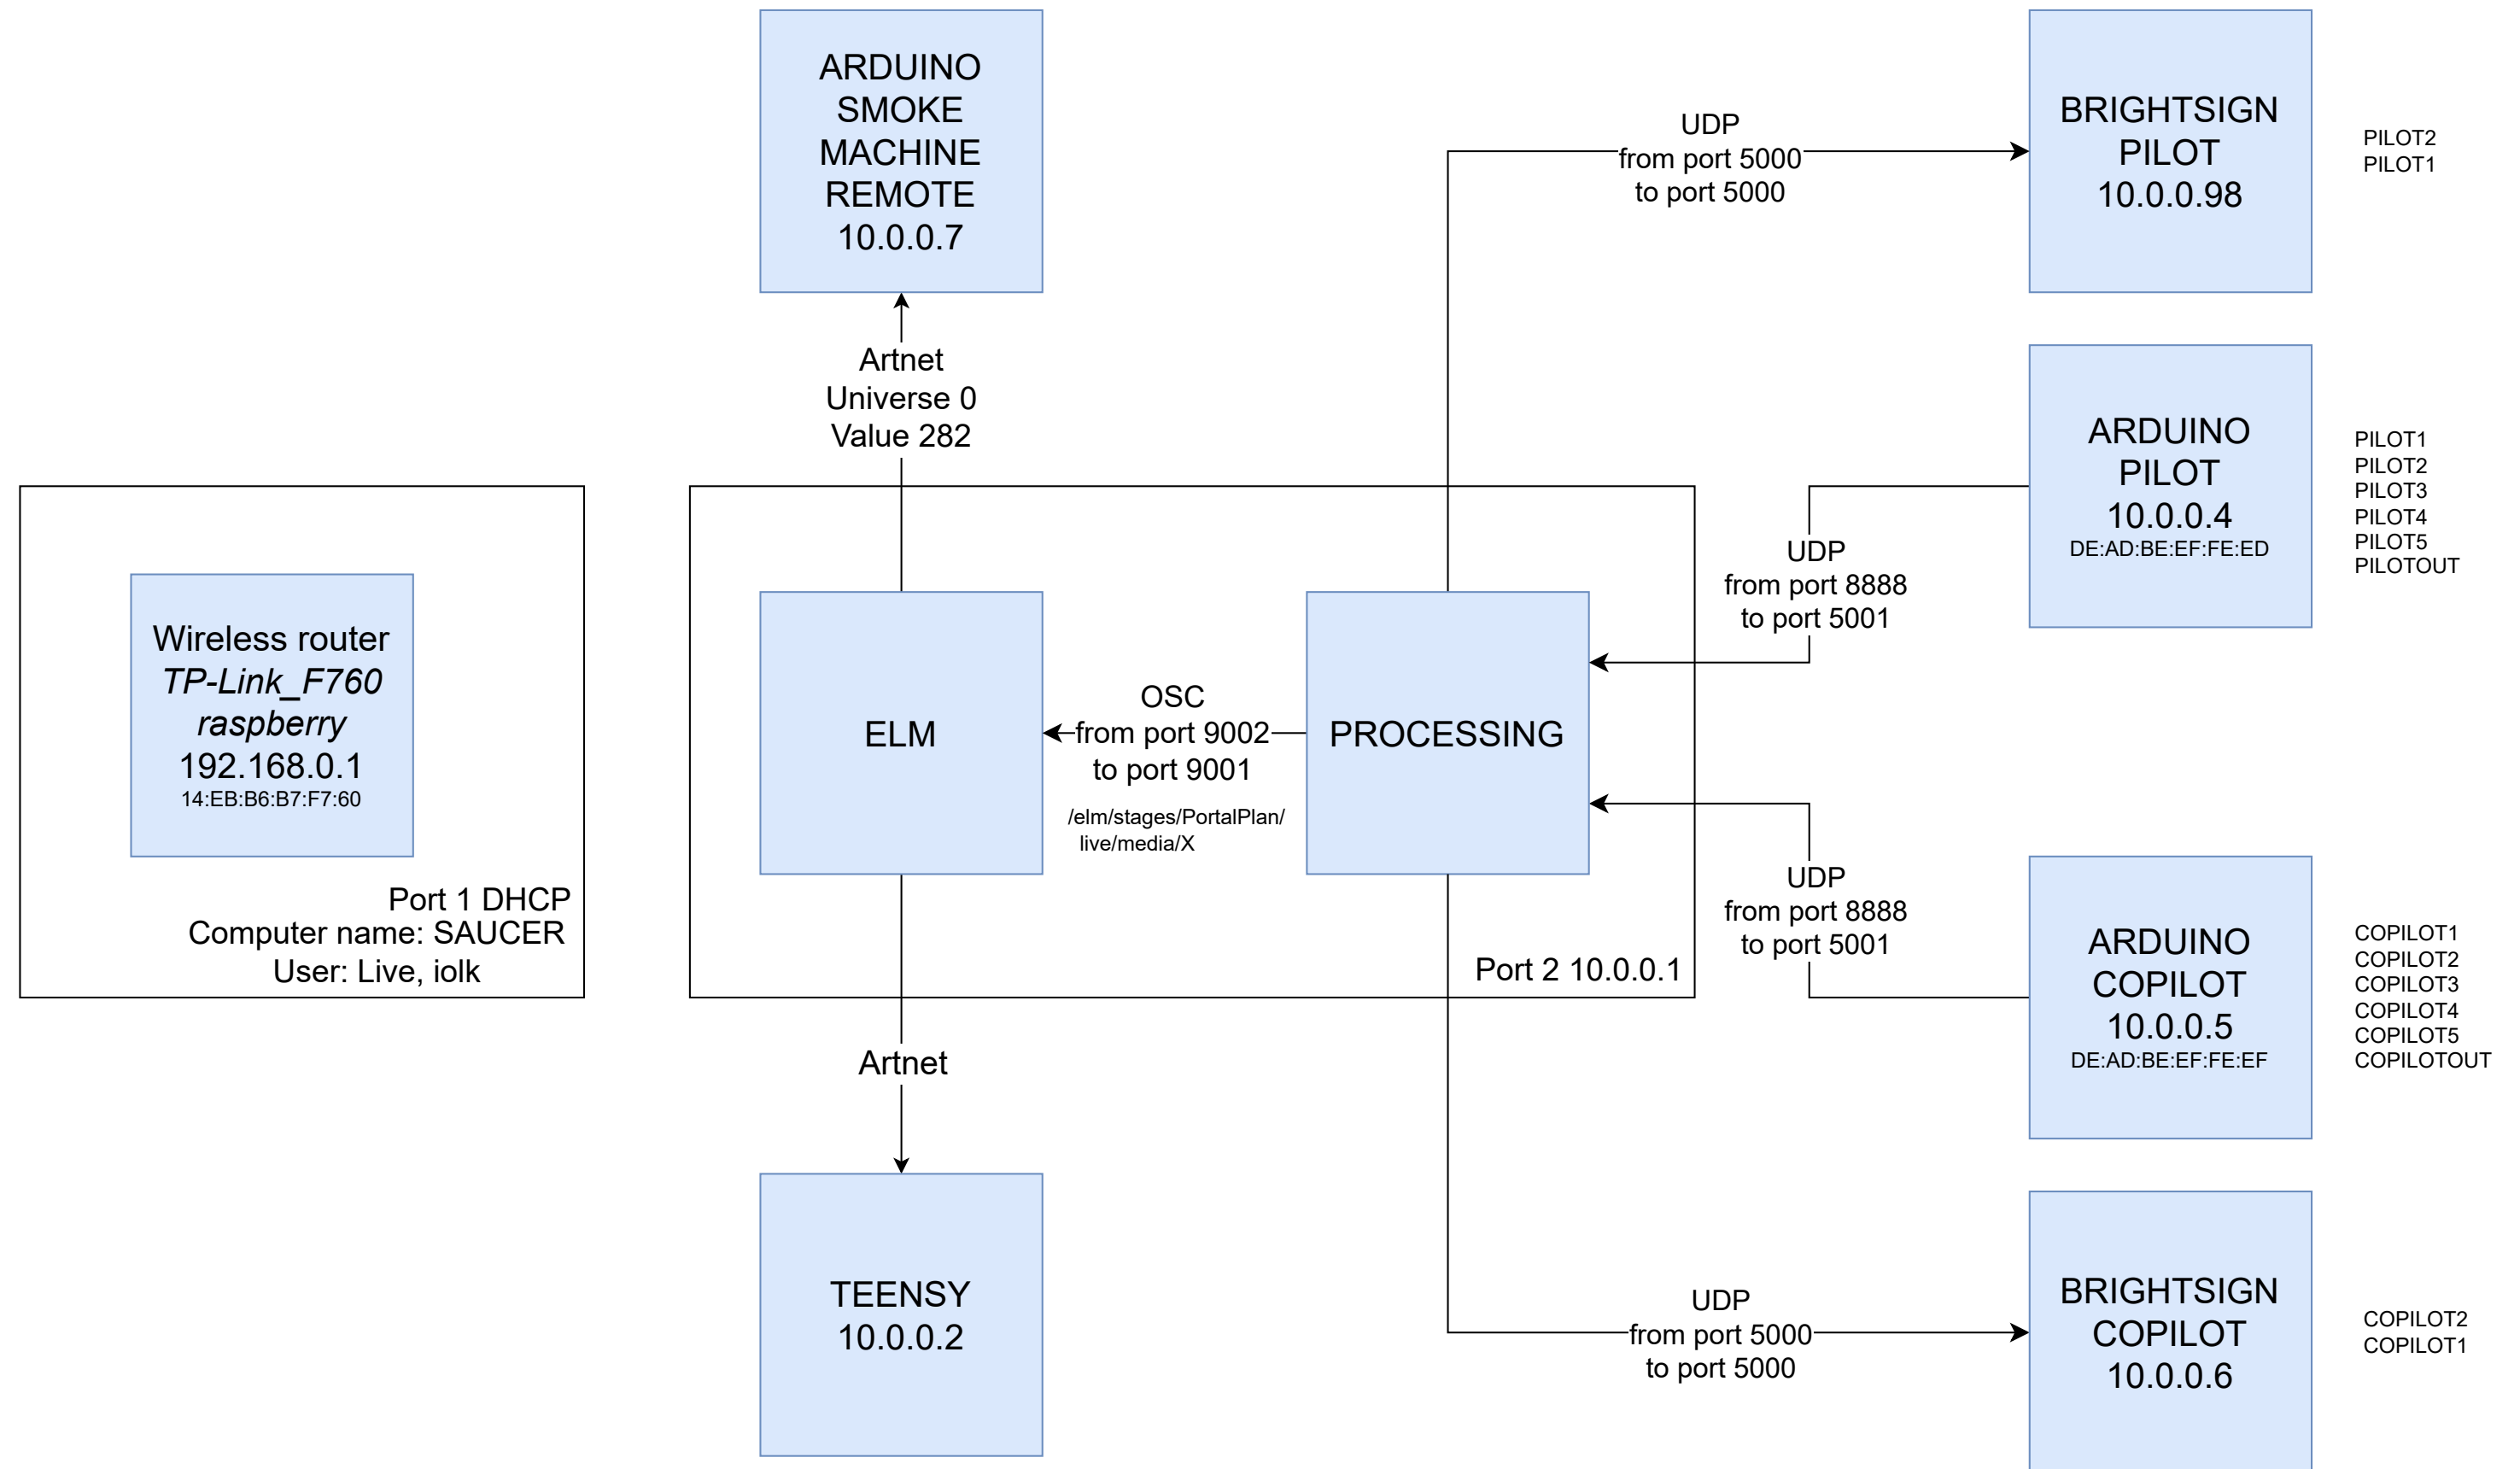 ARDUINO
SMOKE
MACHINE
REMOTE
10.0.0.7
Artnet
Universe 0
Value 282
UDP
from port 5000
to port 5000
BRIGHTSIGN
PILOT
10.0.0.98
PILOT2
PILOT1
ARDUINO
PILOT
10.0.0.4
DE:AD:BE:EF:FE:ED
PILOT1
PILOT2
PILOT3
PILOT4
PILOT5
PILOTOUT
UDP
from port 8888
to port 5001
Wireless router
TP-Link_F760
raspberry
192.168.0.1
14:EB:B6:B7:F7:60
Port 1 DHCP
Computer name: SAUCER
User: Live, iolk
ELM
OSC
from port 9002
to port 9001
/elm/stages/PortalPlan/
live/media/X
PROCESSING
Port 2 10.0.0.1
UDP
from port 8888
to port 5001
ARDUINO
COPILOT
10.0.0.5
DE:AD:BE:EF:FE:EF
COPILOT1
COPILOT2
COPILOT3
COPILOT4
COPILOT5
COPILOTOUT
Artnet
TEENSY
10.0.0.2
UDP
from port 5000
to port 5000
BRIGHTSIGN
COPILOT
10.0.0.6
COPILOT2
COPILOT1